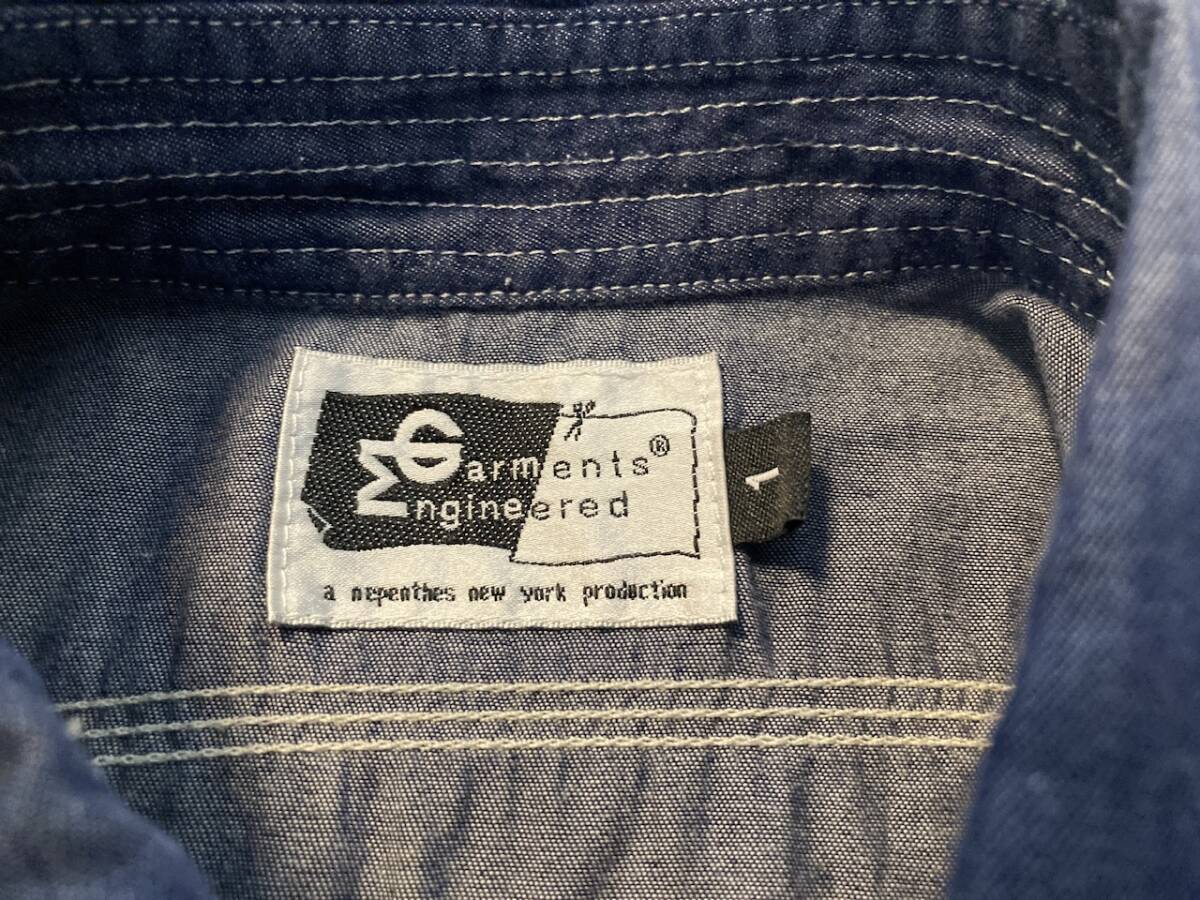 Garments®
Engineered
a nepenthes new york production
1